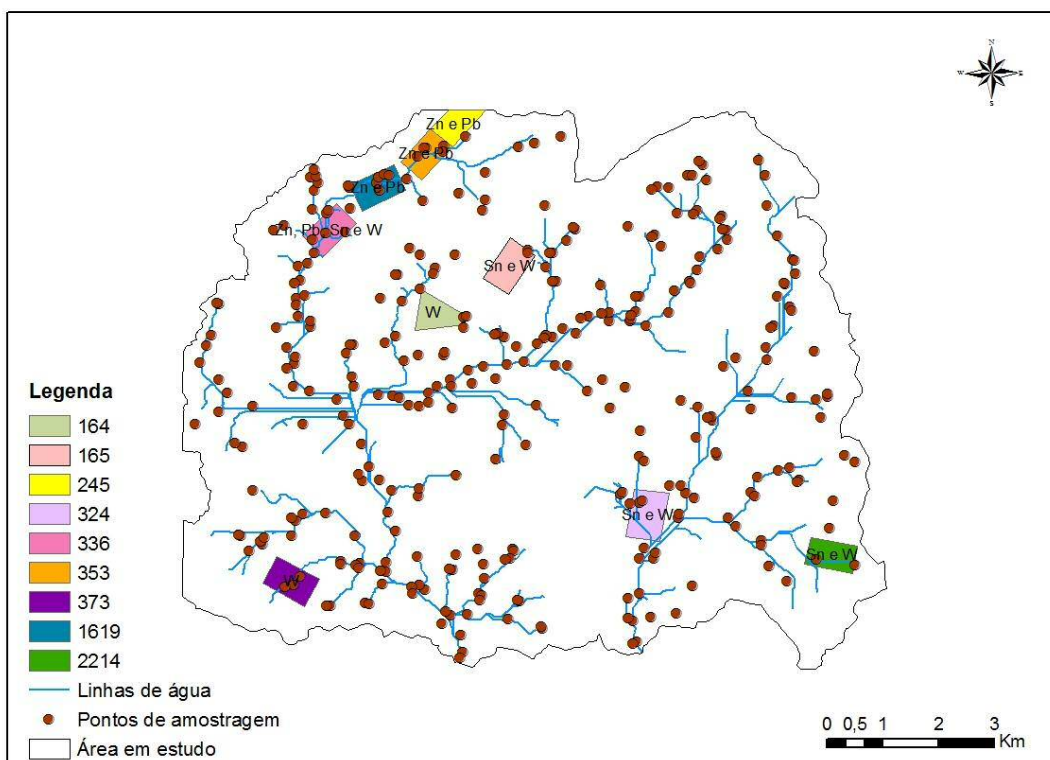 N
W E
S
Zn e Pb
Zn e Pb
Zn e Pb
Zn, Pb, Sn e W
Sn e W
W
Sn e W
Sn e W
W
Legenda
164
165
245
324
336
353
373
1619
2214
Linhas de água
Pontos de amostragem
Área em estudo
0 0,5 1 2 3
Km